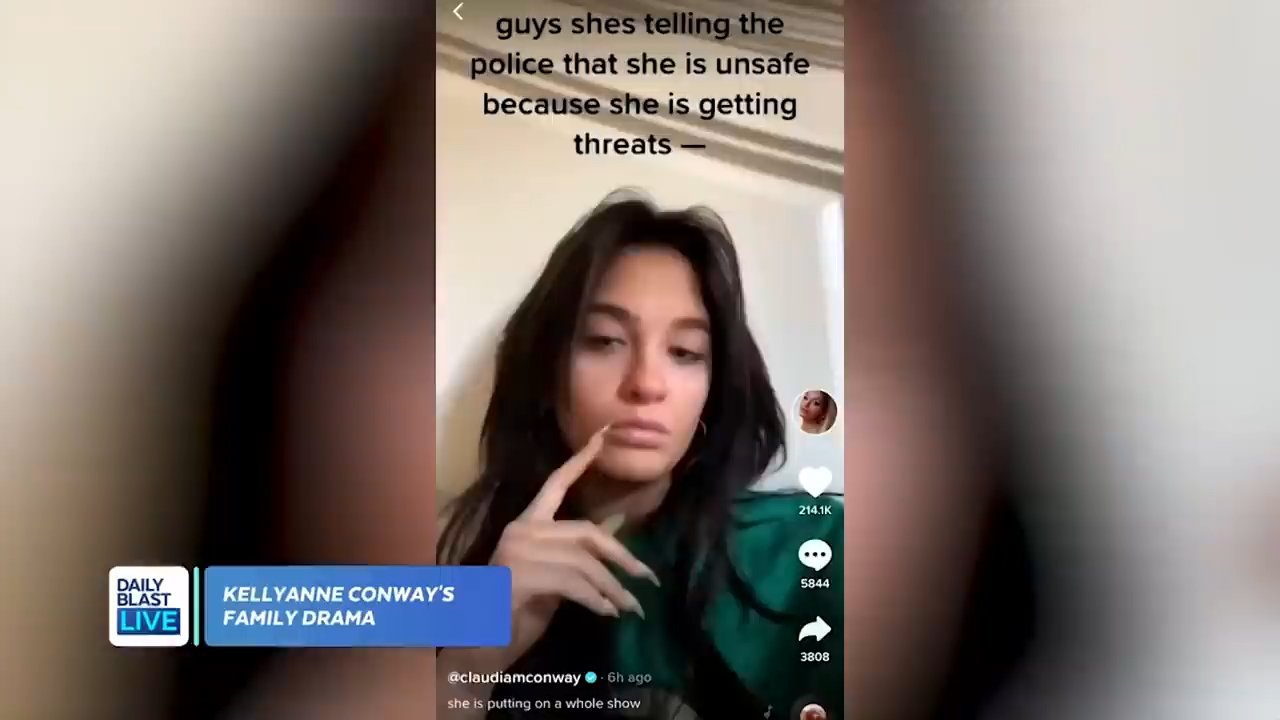 guys shes telling the
police that she is unsafe
because she is getting
threats —
214.1K
5844
3808
DAILY
BLAST
LIVE
KELLYANNE CONWAY'S
FAMILY DRAMA
@claudiamconway · 6h ago
she is putting on a whole show